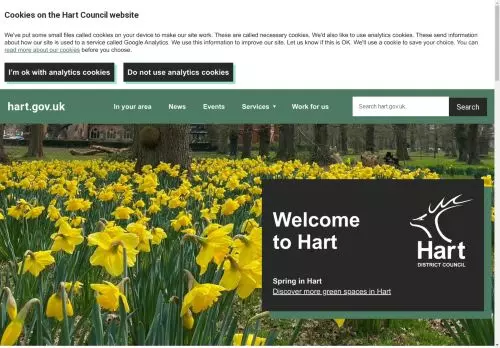 Cookies on the Hart Council website
We've put some small files called cookies on your device to make our site work. These are called necessary cookies. We'd also like to use analytics cookies. These send information
about how our site is used to a service called Google Analytics. We use this information to improve our site. Let us know if this is OK. We'll use a cookie to save your choice. You can
read more about our cookies before you choose.
I'm ok with analytics cookies
Do not use analytics cookies
hart.gov.uk
In your area
News
Events
Services
Work for us
Search hart.gov.uk
Search
Welcome
to Hart
Hart
DISTRICT COUNCIL
Spring in Hart
Discover more green spaces in Hart